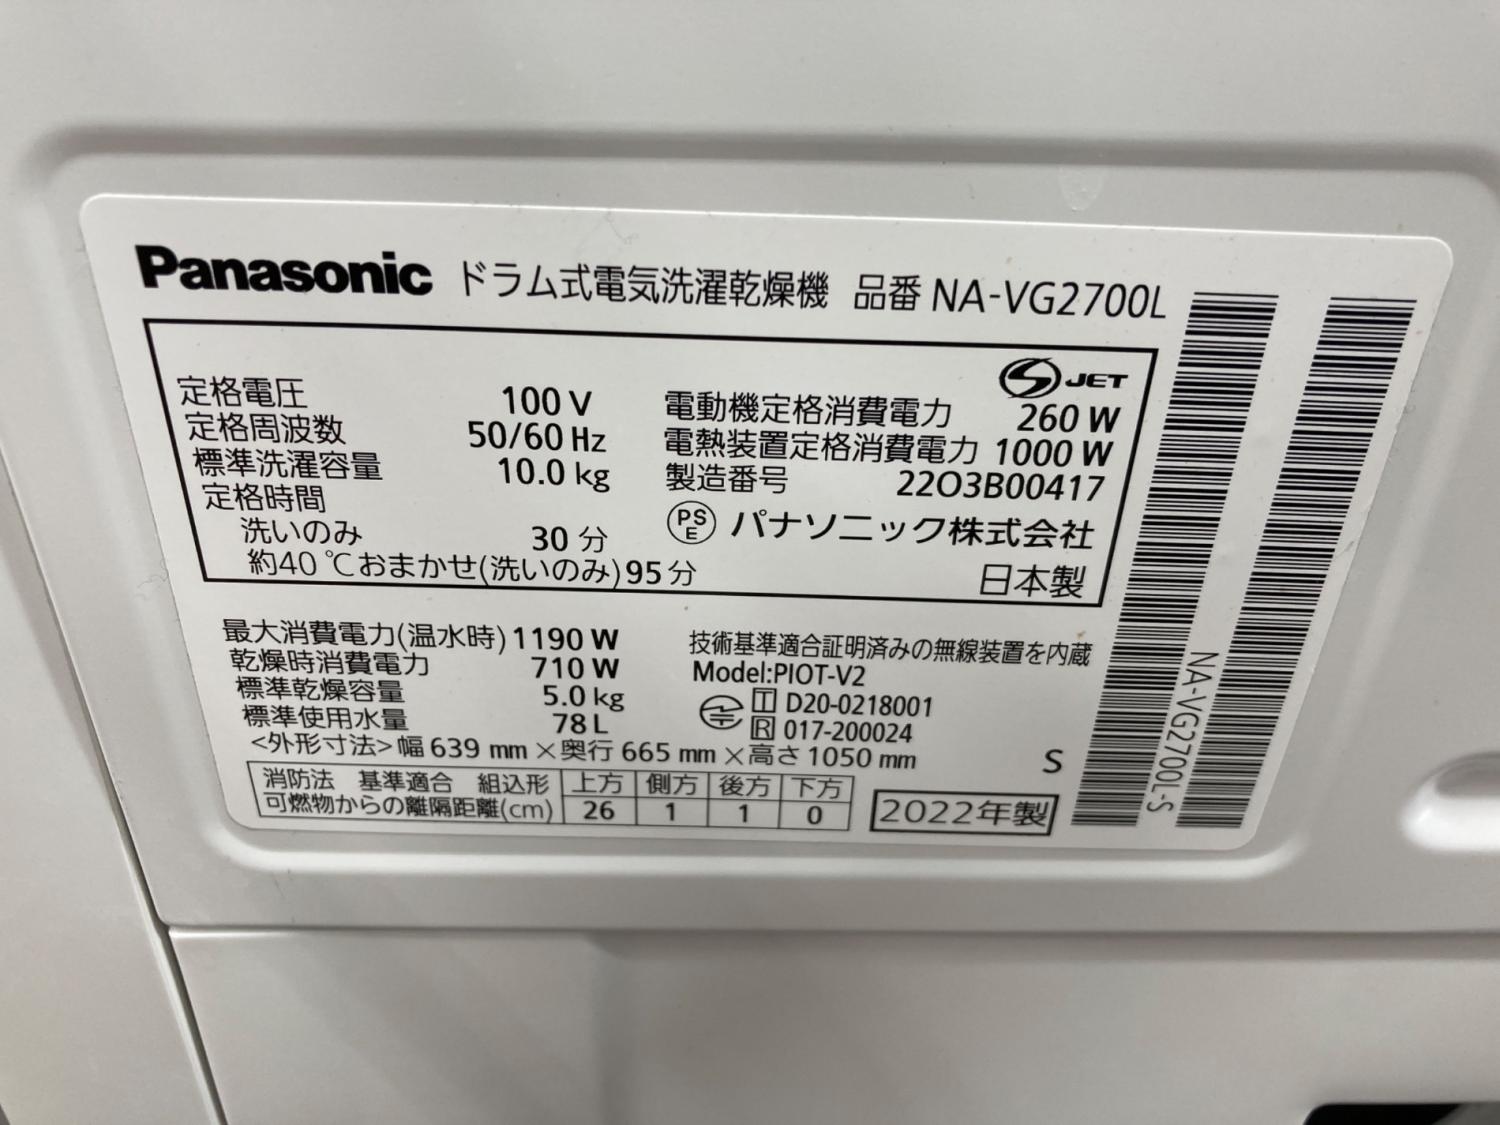 Panasonic ドラム式電気洗濯乾燥機 品番 NA-VG2700L
S JET
定格電圧 100 V
定格周波数 50/60 Hz
標準洗濯容量 10.0 kg
定格時間
洗いのみ 30 分
約40 ℃おまかせ(洗いのみ) 95 分
電動機定格消費電力 260 W
電熱装置定格消費電力 1000 W
製造番号 22O3B00417
PS E パナソニック株式会社
日本製
最大消費電力(温水時) 1190 W
乾燥時消費電力 710 W
標準乾燥容量 5.0 kg
標準使用水量 78 L
<外形寸法> 幅 639 mm × 奥行 665 mm × 高さ 1050 mm
技術基準適合証明済みの無線装置を内蔵
Model:PIOT-V2
T D20-0218001
R 017-200024
S
消防法 基準適合 組込形 上方 側方 後方 下方
可燃物からの離隔距離(cm) 26 1 1 0
2022年製
NA-VG2700L-S